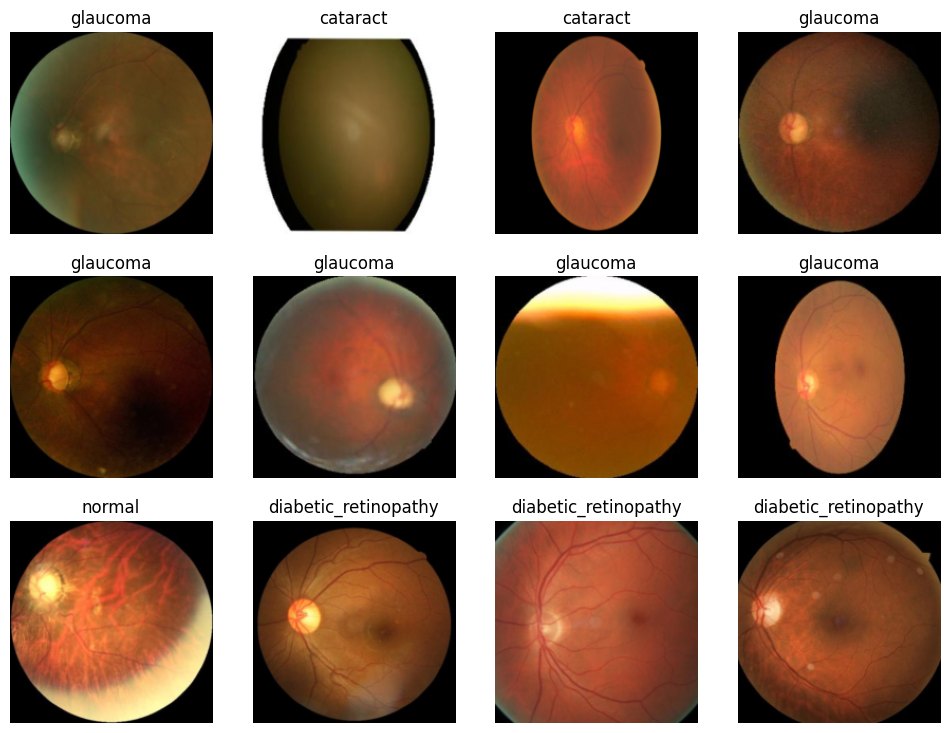 glaucoma
cataract
cataract
glaucoma
glaucoma
glaucoma
glaucoma
glaucoma
normal
diabetic_retinopathy
diabetic_retinopathy
diabetic_retinopathy